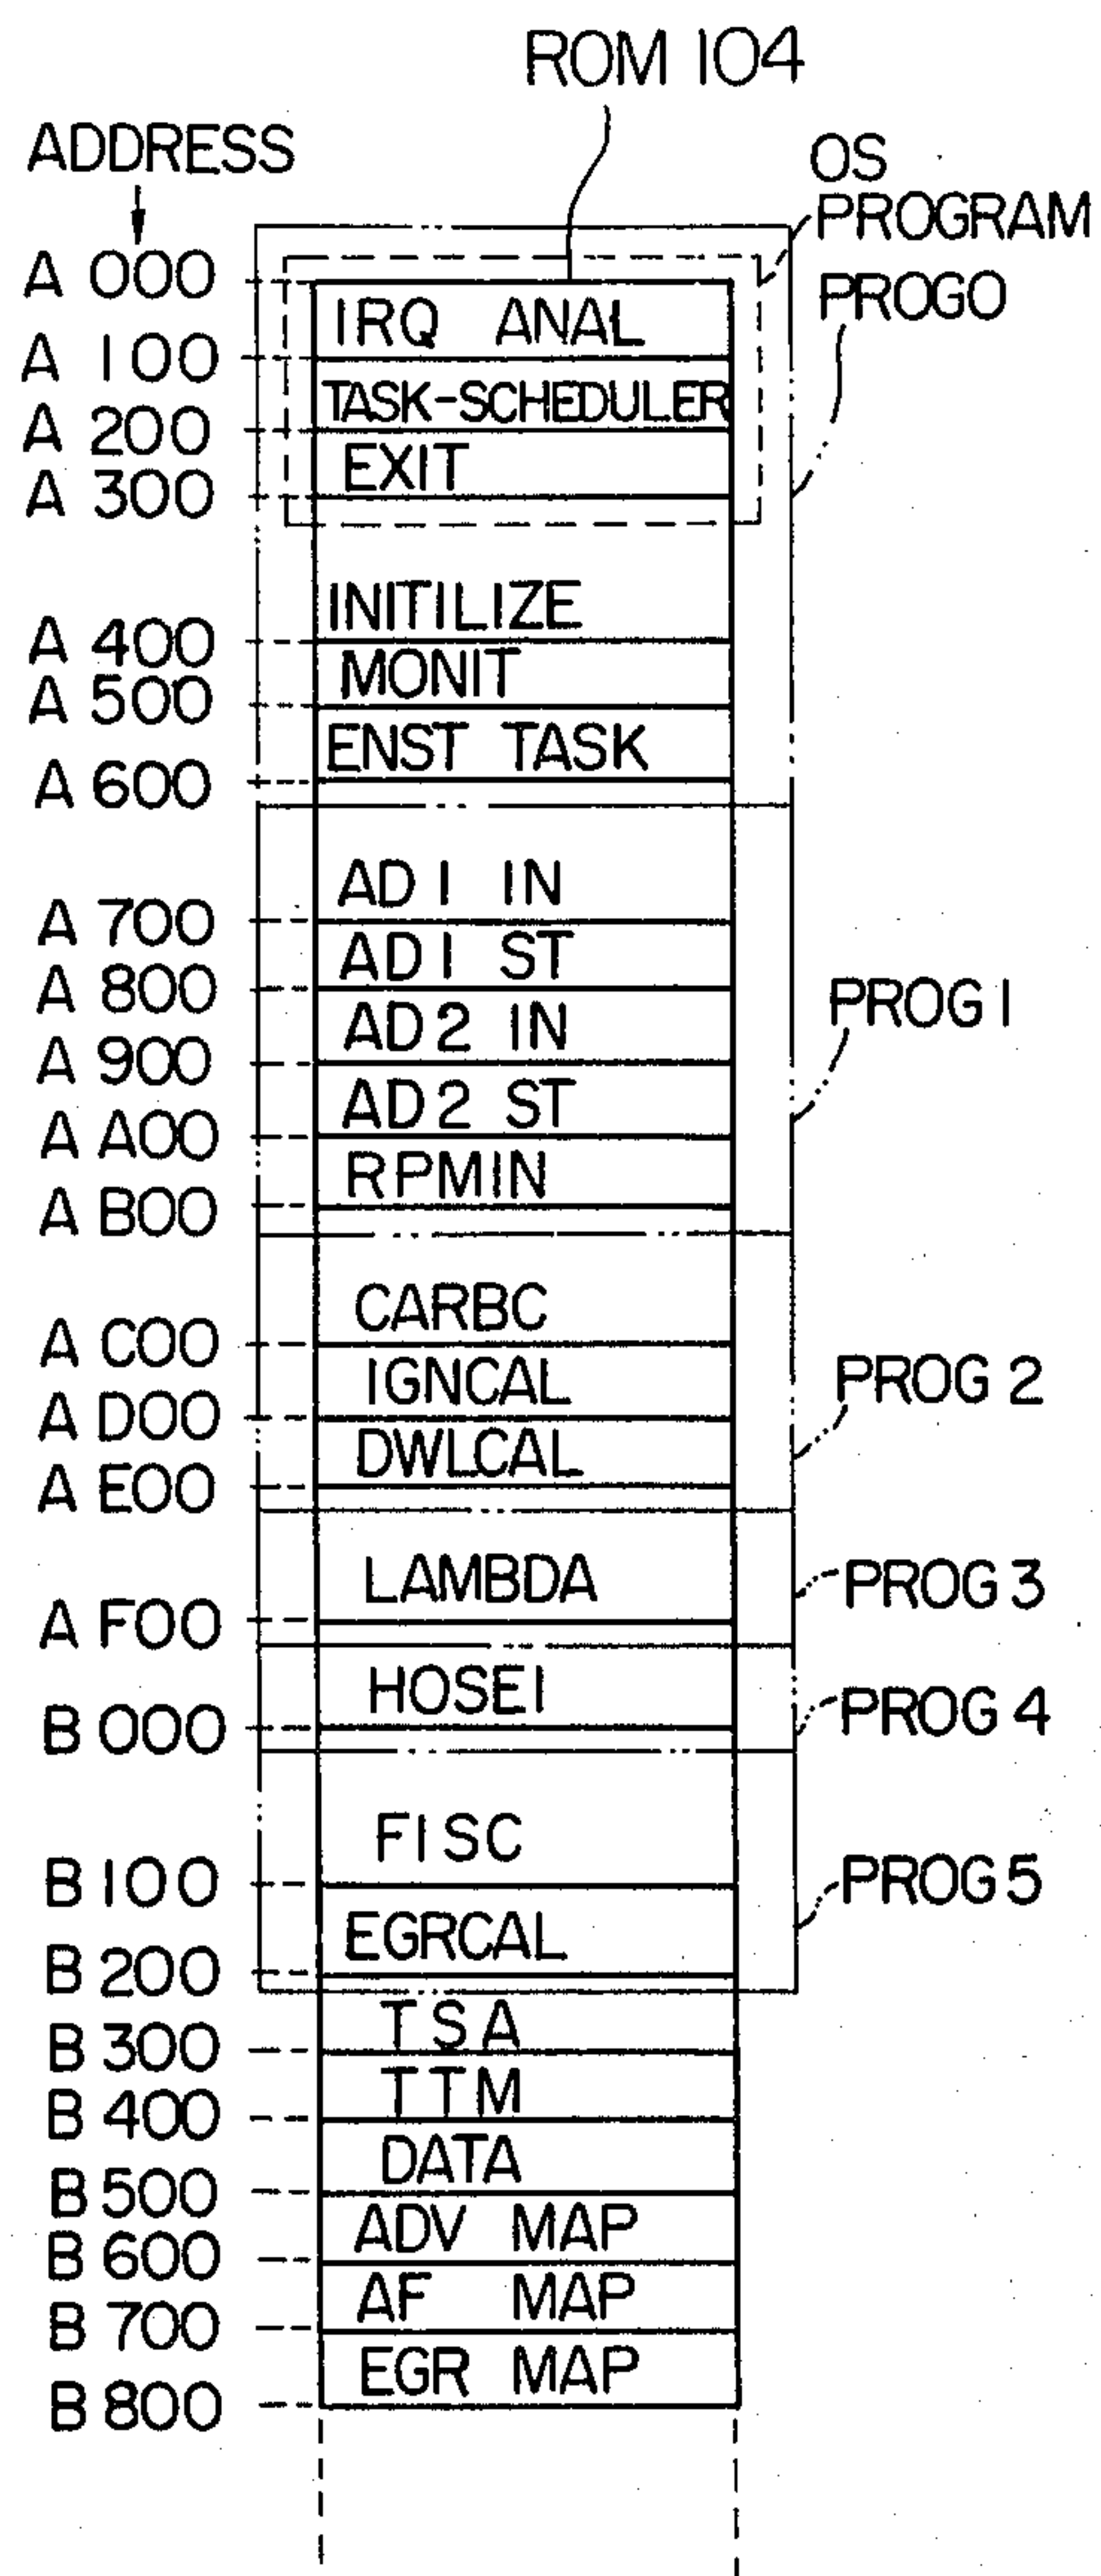 ROM 104
ADDRESS
OS
PROGRAM
A 000
PROG0
IRQ ANAL
A 100
TASK-SCHEDULER
A 200
EXIT
A 300
INITILIZE
A 400
MONIT
A 500
ENST TASK
A 600
AD1 IN
A 700
AD1 ST
A 800
PROG 1
AD2 IN
A 900
AD2 ST
A A00
RPMIN
A B00
CARBC
A C00
IGNCAL
PROG 2
A D00
DWLCAL
A E00
LAMBDA
PROG 3
A F00
HOSEI
PROG 4
B 000
FISC
B 100
PROG 5
EGRCAL
B 200
TSA
B 300
TTM
B 400
DATA
B 500
ADV MAP
B 600
AF MAP
B 700
EGR MAP
B 800